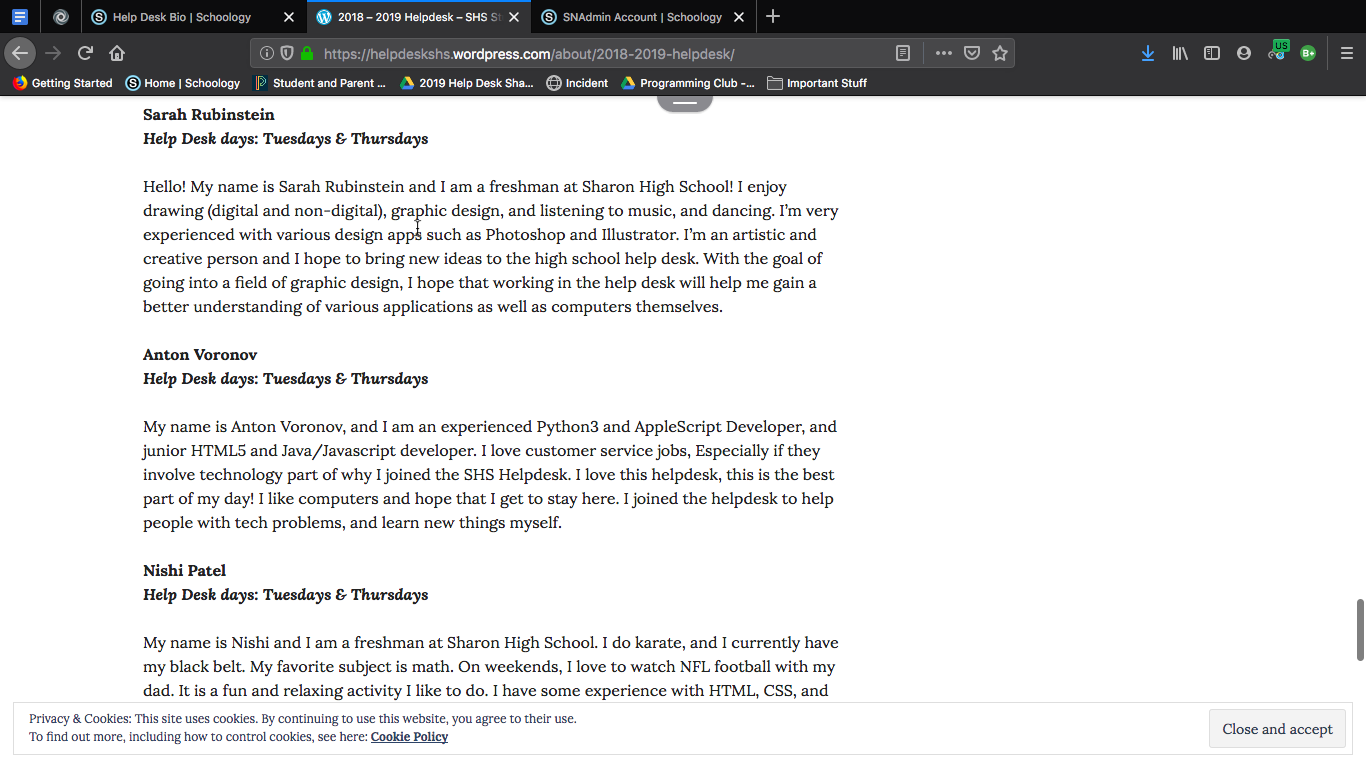 Help Desk Bio | Schoology
2018 – 2019 Helpdesk – SHS St
SNAdmin Account | Schoology
https://helpdeskshs.wordpress.com/about/2018-2019-helpdesk/
US
B+
Getting Started
Home | Schoology
Student and Parent ...
2019 Help Desk Sha...
Incident
Programming Club -...
Important Stuff
Sarah Rubinstein
Help Desk days: Tuesdays & Thursdays
Hello! My name is Sarah Rubinstein and I am a freshman at Sharon High School! I enjoy
drawing (digital and non-digital), graphic design, and listening to music, and dancing. I’m very
experienced with various design apps such as Photoshop and Illustrator. I’m an artistic and
creative person and I hope to bring new ideas to the high school help desk. With the goal of
going into a field of graphic design, I hope that working in the help desk will help me gain a
better understanding of various applications as well as computers themselves.
Anton Voronov
Help Desk days: Tuesdays & Thursdays
My name is Anton Voronov, and I am an experienced Python3 and AppleScript Developer, and
junior HTML5 and Java/Javascript developer. I love customer service jobs, Especially if they
involve technology part of why I joined the SHS Helpdesk. I love this helpdesk, this is the best
part of my day! I like computers and hope that I get to stay here. I joined the helpdesk to help
people with tech problems, and learn new things myself.
Nishi Patel
Help Desk days: Tuesdays & Thursdays
My name is Nishi and I am a freshman at Sharon High School. I do karate, and I currently have
my black belt. My favorite subject is math. On weekends, I love to watch NFL football with my
dad. It is a fun and relaxing activity I like to do. I have some experience with HTML, CSS, and
Privacy & Cookies: This site uses cookies. By continuing to use this website, you agree to their use.
To find out more, including how to control cookies, see here: Cookie Policy
Close and accept